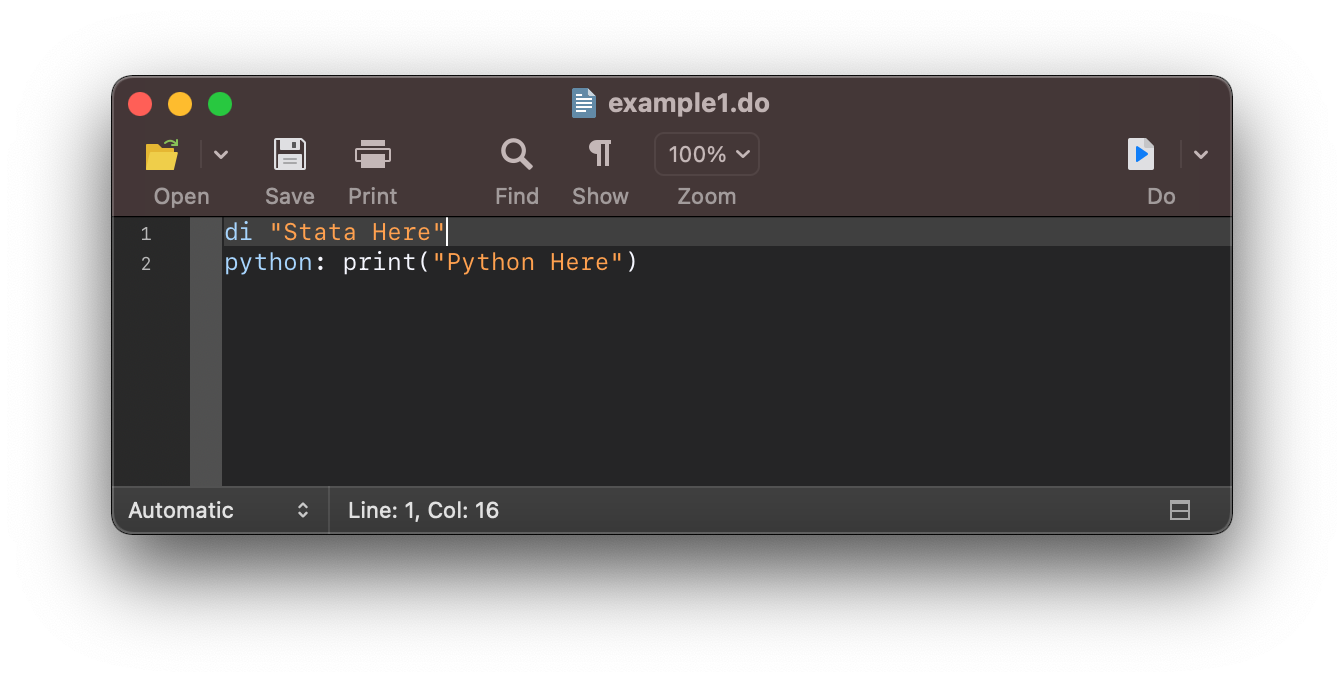 example1.do
Open Save Print Find Show 100% Zoom Do
1 di "Stata Here"
2 python: print("Python Here")
Automatic Line: 1, Col: 16